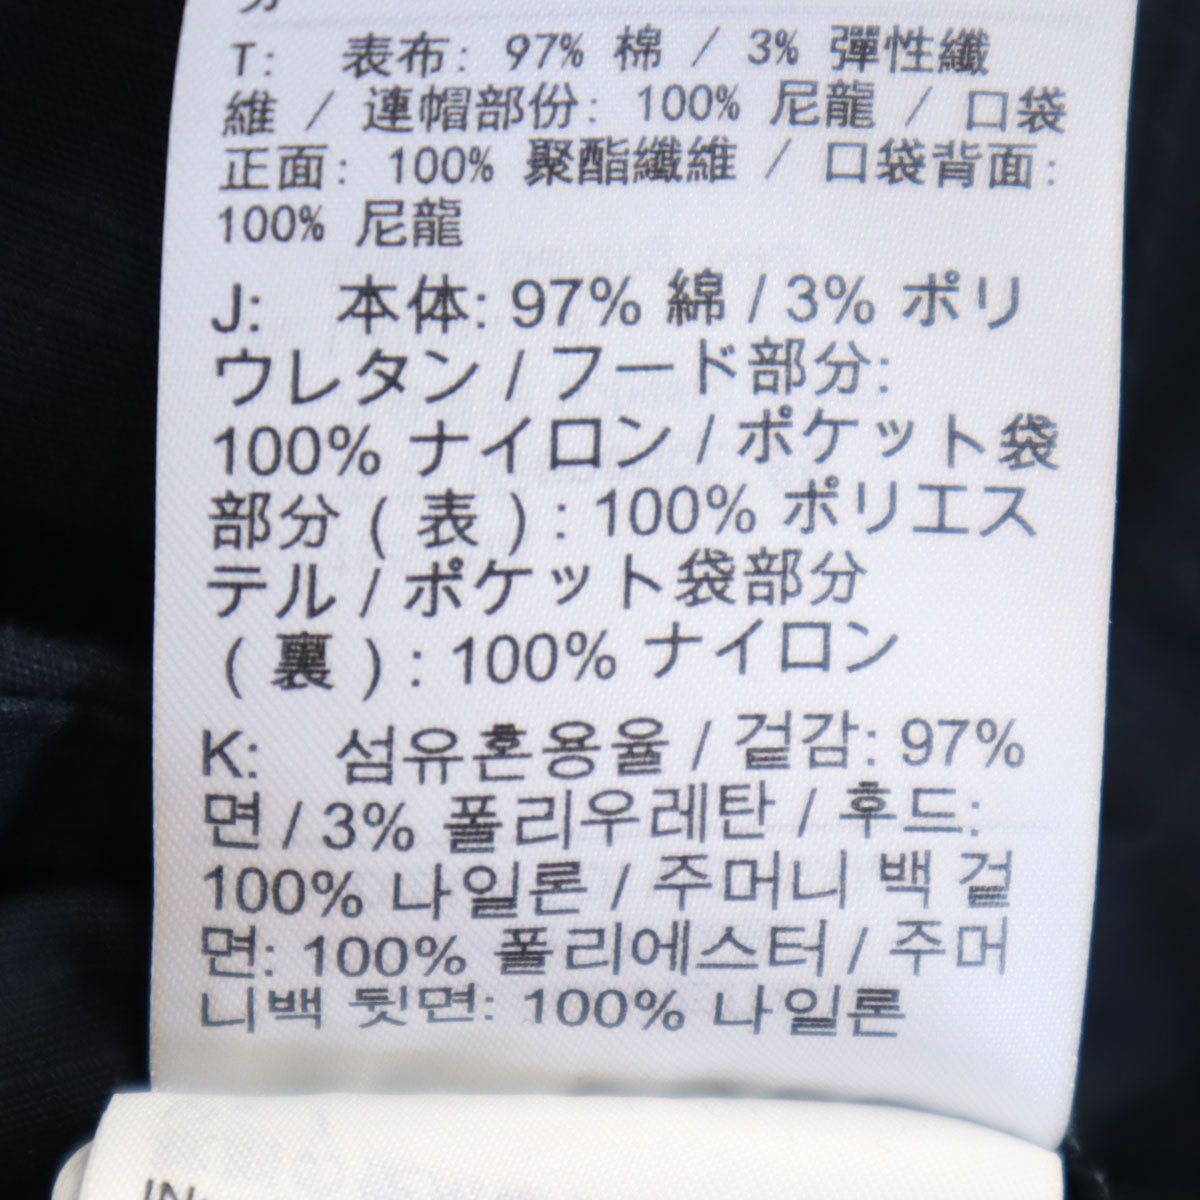 T: 表布: 97% 棉 / 3% 彈性纖
維 / 連帽部份: 100% 尼龍 / 口袋
正面: 100% 聚酯纖維 / 口袋背面:
100% 尼龍
J: 本体: 97% 綿 / 3% ポリ
ウレタン / フード部分:
100% ナイロン / ポケット袋
部分 ( 表 ) : 100% ポリエス
テル / ポケット袋部分
( 裏 ) : 100% ナイロン
K: 섬유혼용율 / 겉감: 97%
면 / 3% 폴리우레탄 / 후드:
100% 나일론 / 주머니 백 겉
면: 100% 폴리에스터 / 주머
니백 뒷면: 100% 나일론